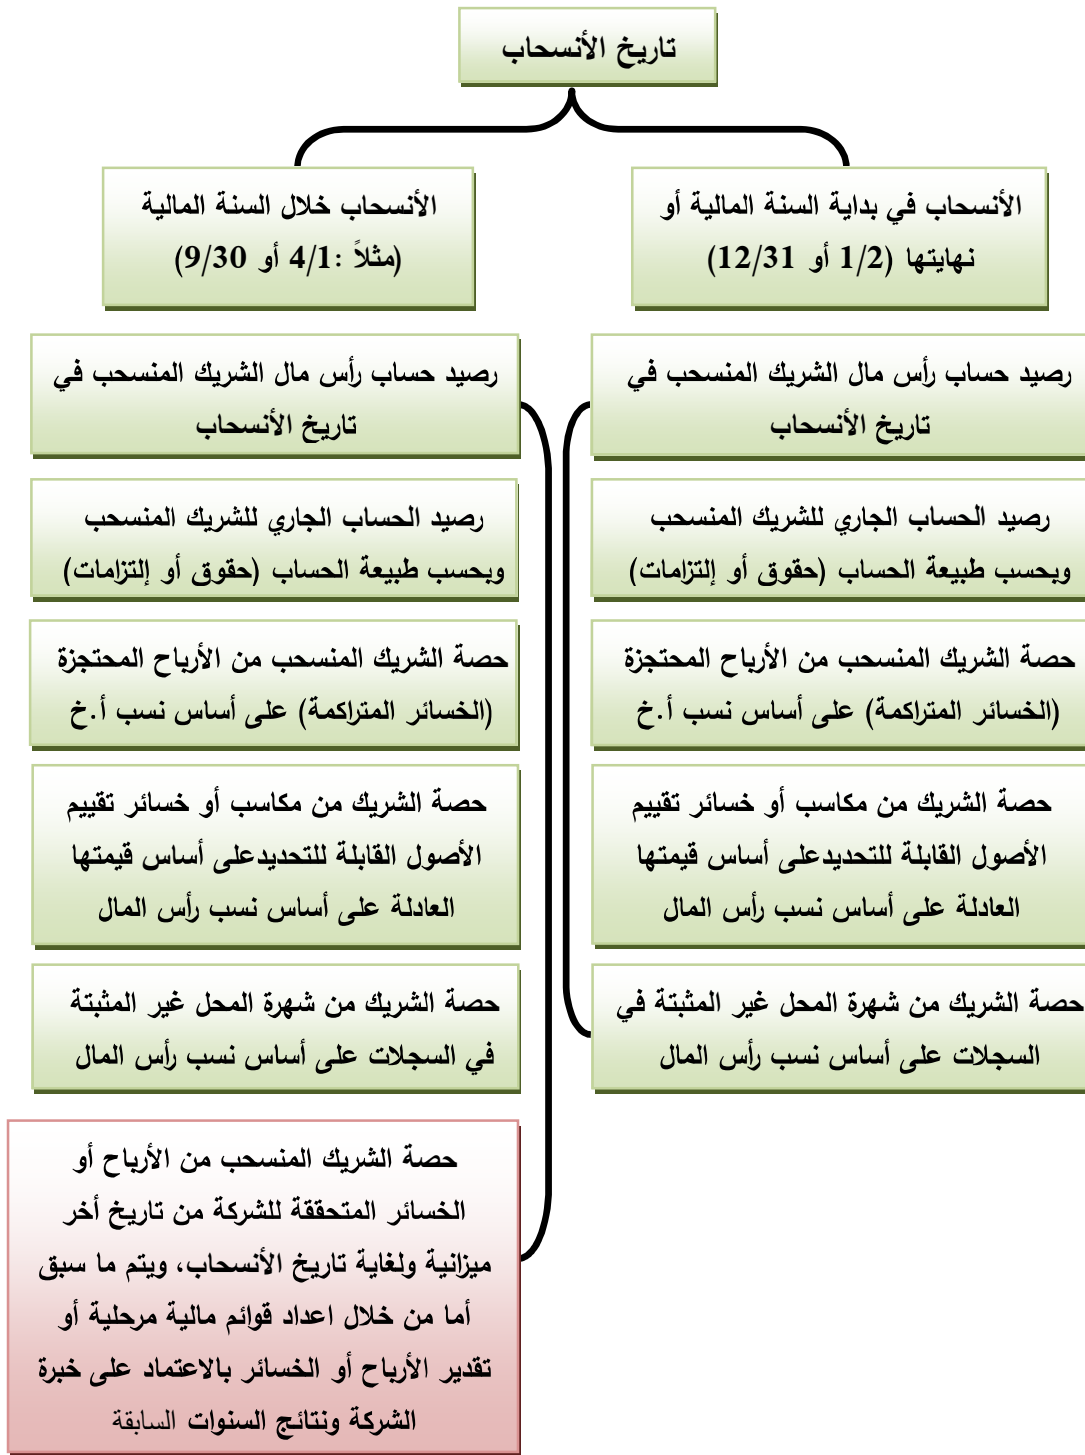 تاريخ الأنسحاب
الأنسحاب في بداية السنة المالية أو
نهايتها (1/2 أو 12/31)
رصيد حساب رأس مال الشريك المنسحب في
تاريخ الأنسحاب
رصيد الحساب الجاري للشريك المنسحب
وبحسب طبيعة الحساب (حقوق أو إلتزامات)
حصة الشريك المنسحب من الأرباح المحتجزة
(الخسائر المتراكمة) على أساس نسب أ.خ
حصة الشريك من مكاسب أو خسائر تقييم
الأصول القابلة للتحديدعلى أساس قيمتها
العادلة على أساس نسب رأس المال
حصة الشريك من شهرة المحل غير المثبتة في
السجلات على أساس نسب رأس المال
الأنسحاب خلال السنة المالية
(مثلاً :4/1 أو 9/30)
رصيد حساب رأس مال الشريك المنسحب في
تاريخ الأنسحاب
رصيد الحساب الجاري للشريك المنسحب
وبحسب طبيعة الحساب (حقوق أو إلتزامات)
حصة الشريك المنسحب من الأرباح المحتجزة
(الخسائر المتراكمة) على أساس نسب أ.خ
حصة الشريك من مكاسب أو خسائر تقييم
الأصول القابلة للتحديدعلى أساس قيمتها
العادلة على أساس نسب رأس المال
حصة الشريك من شهرة المحل غير المثبتة
في السجلات على أساس نسب رأس المال
حصة الشريك المنسحب من الأرباح أو
الخسائر المتحققة للشركة من تاريخ أخر
ميزانية ولغاية تاريخ الأنسحاب، ويتم ما سبق
أما من خلال اعداد قوائم مالية مرحلية أو
تقدير الأرباح أو الخسائر بالاعتماد على خبرة
الشركة ونتائج السنوات السابقة